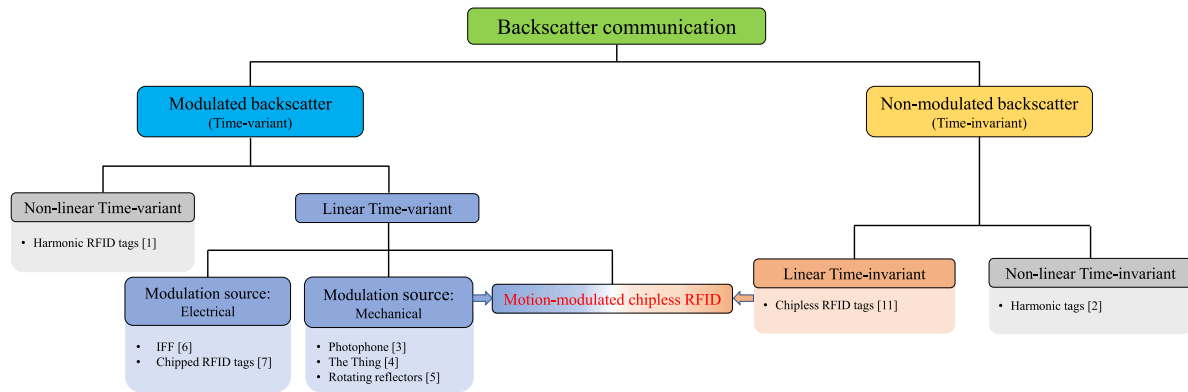 Backscatter communication
Modulated backscatter
(Time-variant)
Non-modulated backscatter
(Time-invariant)
Non-linear Time-variant
• Harmonic RFID tags [1]
Linear Time-variant
Modulation source:
Electrical
• IFF [6]
• Chipped RFID tags [7]
Modulation source:
Mechanical
• Photophone [3]
• The Thing [4]
• Rotating reflectors [5]
Motion-modulated chipless RFID
Linear Time-invariant
• Chipless RFID tags [11]
Non-linear Time-invariant
• Harmonic tags [2]